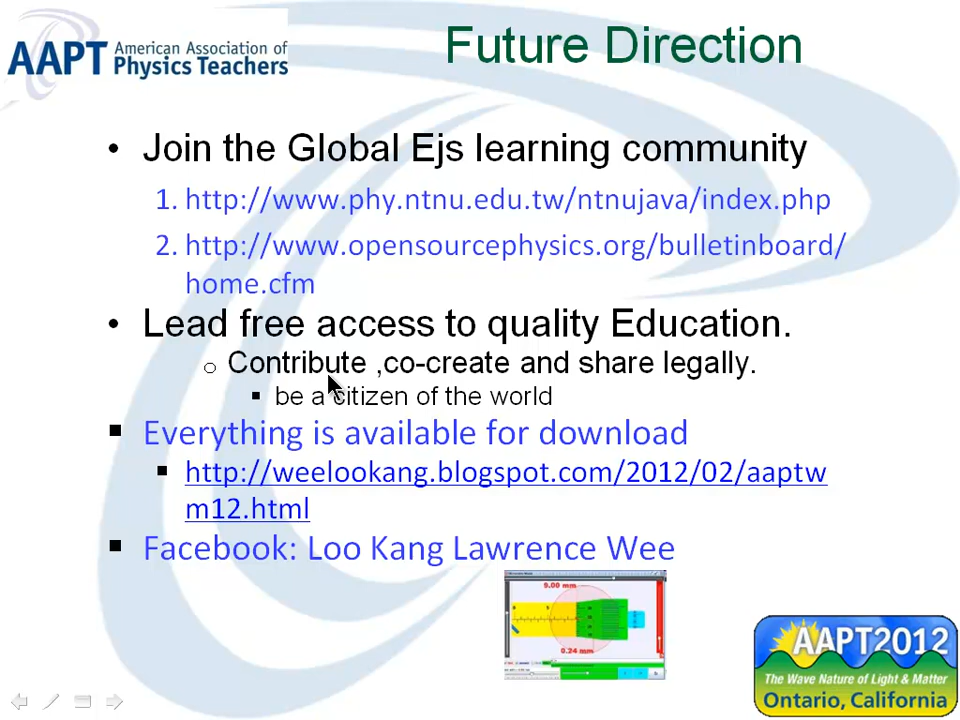 AAPT American Association of
Physics Teachers
Future Direction
• Join the Global Ejs learning community
1. http://www.phy.ntnu.edu.tw/ntnujava/index.php
2. http://www.opensourcephysics.org/bulletinboard/
home.cfm
• Lead free access to quality Education.
o Contribute ,co-create and share legally.
▪ be a citizen of the world
▪ Everything is available for download
▪ http://weelookang.blogspot.com/2012/02/aaptw
m12.html
▪ Facebook: Loo Kang Lawrence Wee
9.00 mm
9.24 mm
AAPT2012
The Wave Nature of Light & Matter
Ontario, California